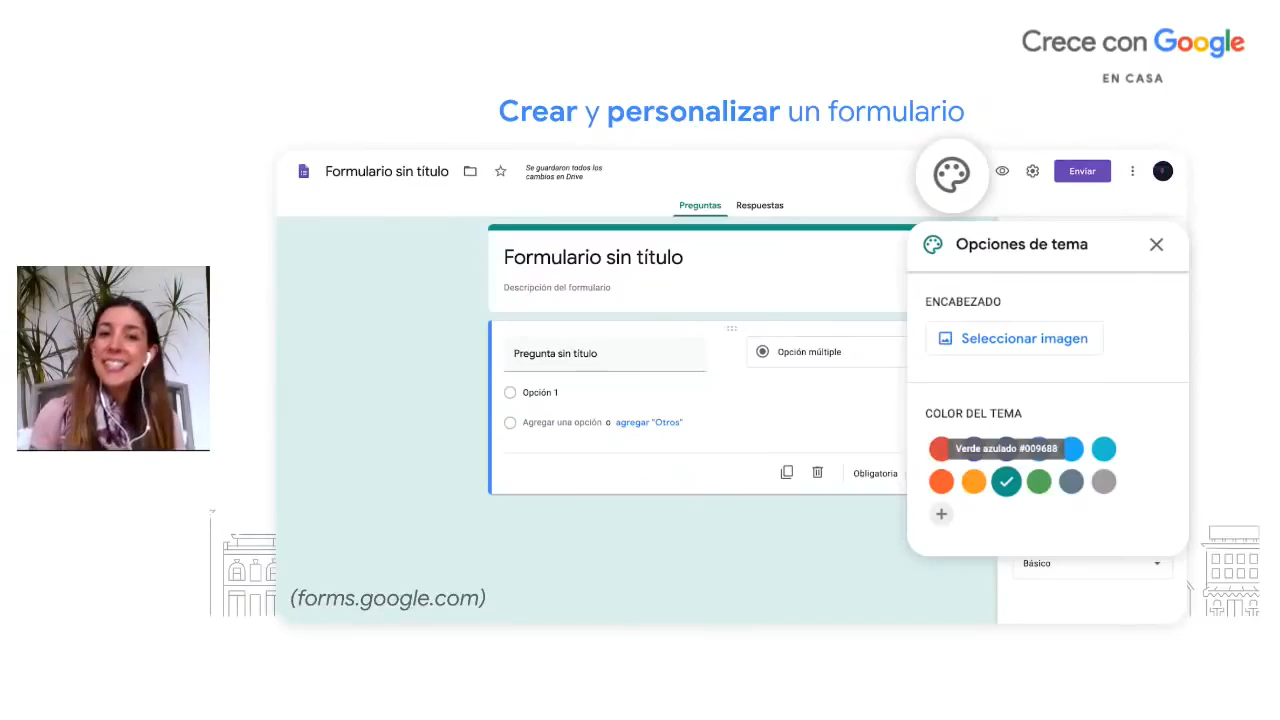 Crece con Google
EN CASA
Crear y personalizar un formulario
Formulario sin título
Se guardaron todos los
cambios en Drive
Enviar
Preguntas Respuestas
Formulario sin título
Descripción del formulario
Pregunta sin título
Opción múltiple
Opción 1
Agregar una opción o agregar "Otros"
Obligatoria
Opciones de tema
ENCABEZADO
Seleccionar imagen
COLOR DEL TEMA
Verde azulado #009688
Básico
(forms.google.com)